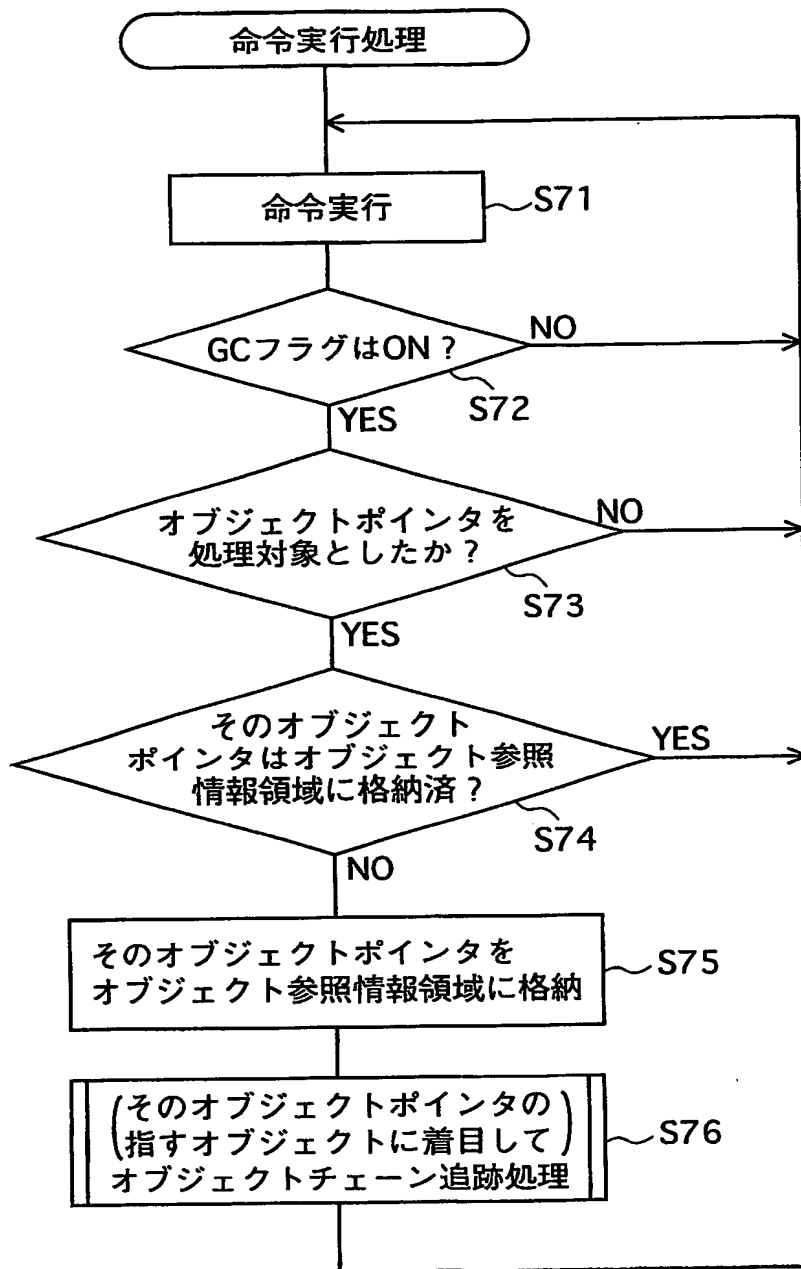 命令実行処理
命令実行
S71
GCフラグはON？
NO
S72
YES
オブジェクトポインタを
処理対象としたか？
NO
S73
YES
そのオブジェクト
ポインタはオブジェクト参照
情報領域に格納済？
YES
S74
NO
そのオブジェクトポインタを
オブジェクト参照情報領域に格納
S75
(そのオブジェクトポインタの
指すオブジェクトに着目して)
オブジェクトチェーン追跡処理
S76